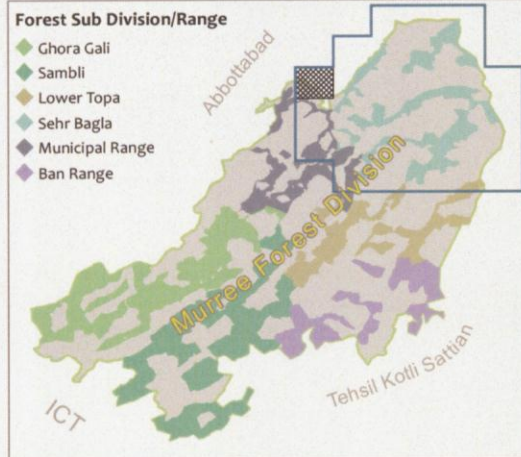 Forest Sub Division/Range
Ghora Gali
Sambli
Lower Topa
Sehr Bagla
Municipal Range
Ban Range
Abbottabad
Murree Forest Division
Tehsil Kotli Sattian
ICT